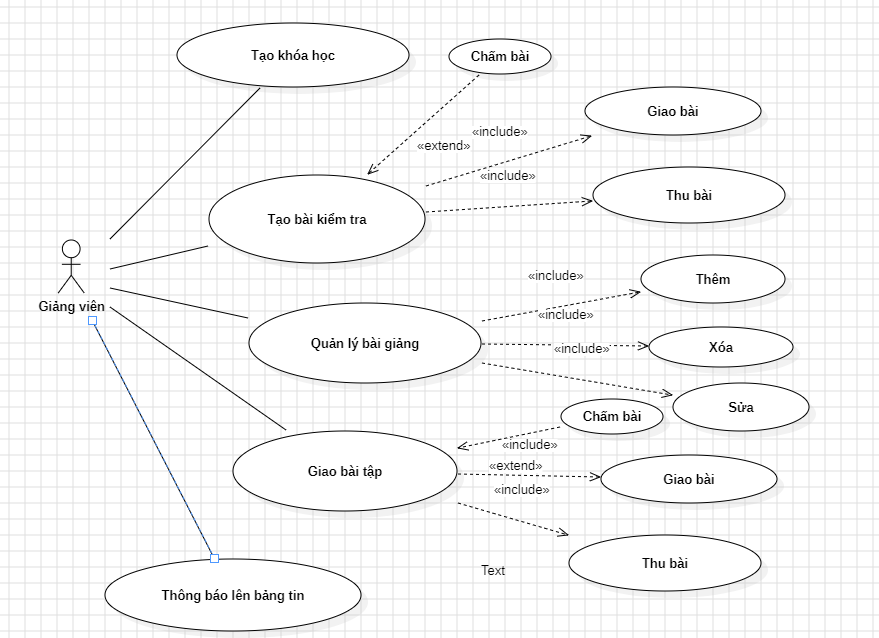 Tạo khóa học
Chấm bài
Giao bài
«include»
«extend»
«include»
Thu bài
Tạo bài kiểm tra
Giảng viên
«include»
Thêm
«include»
Quản lý bài giảng
«include»
Xóa
Sửa
Chấm bài
«include»
Giao bài tập
«extend»
Giao bài
«include»
Thu bài
Text
Thông báo lên bảng tin